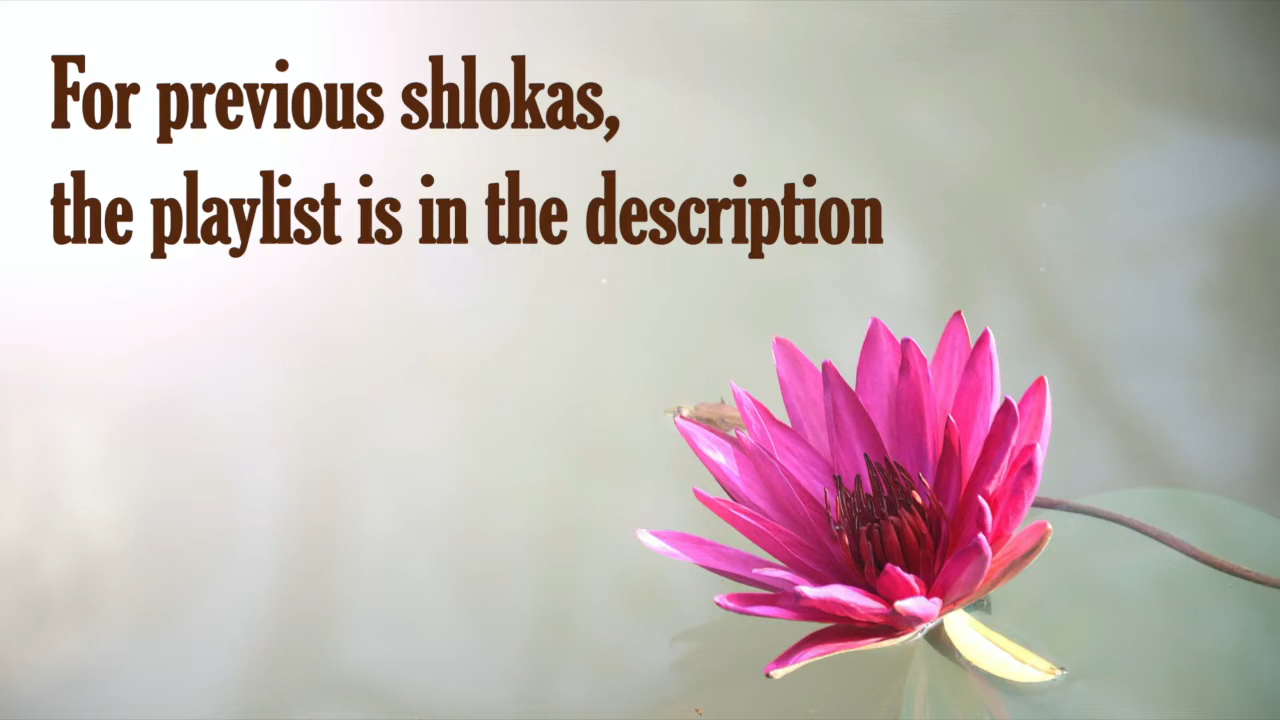 For previous shlokas,
the playlist is in the description